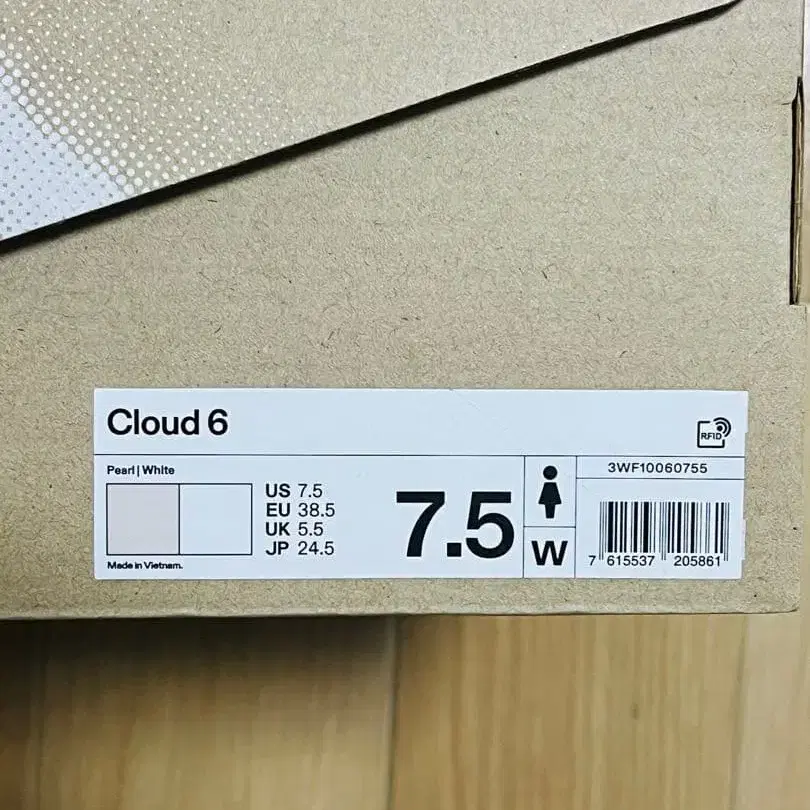 Cloud 6
RFID
Pearl | White
US 7.5
EU 38.5
UK 5.5
JP 24.5
Made in Vietnam.
7.5
W
3WF10060755
7 615537 205861